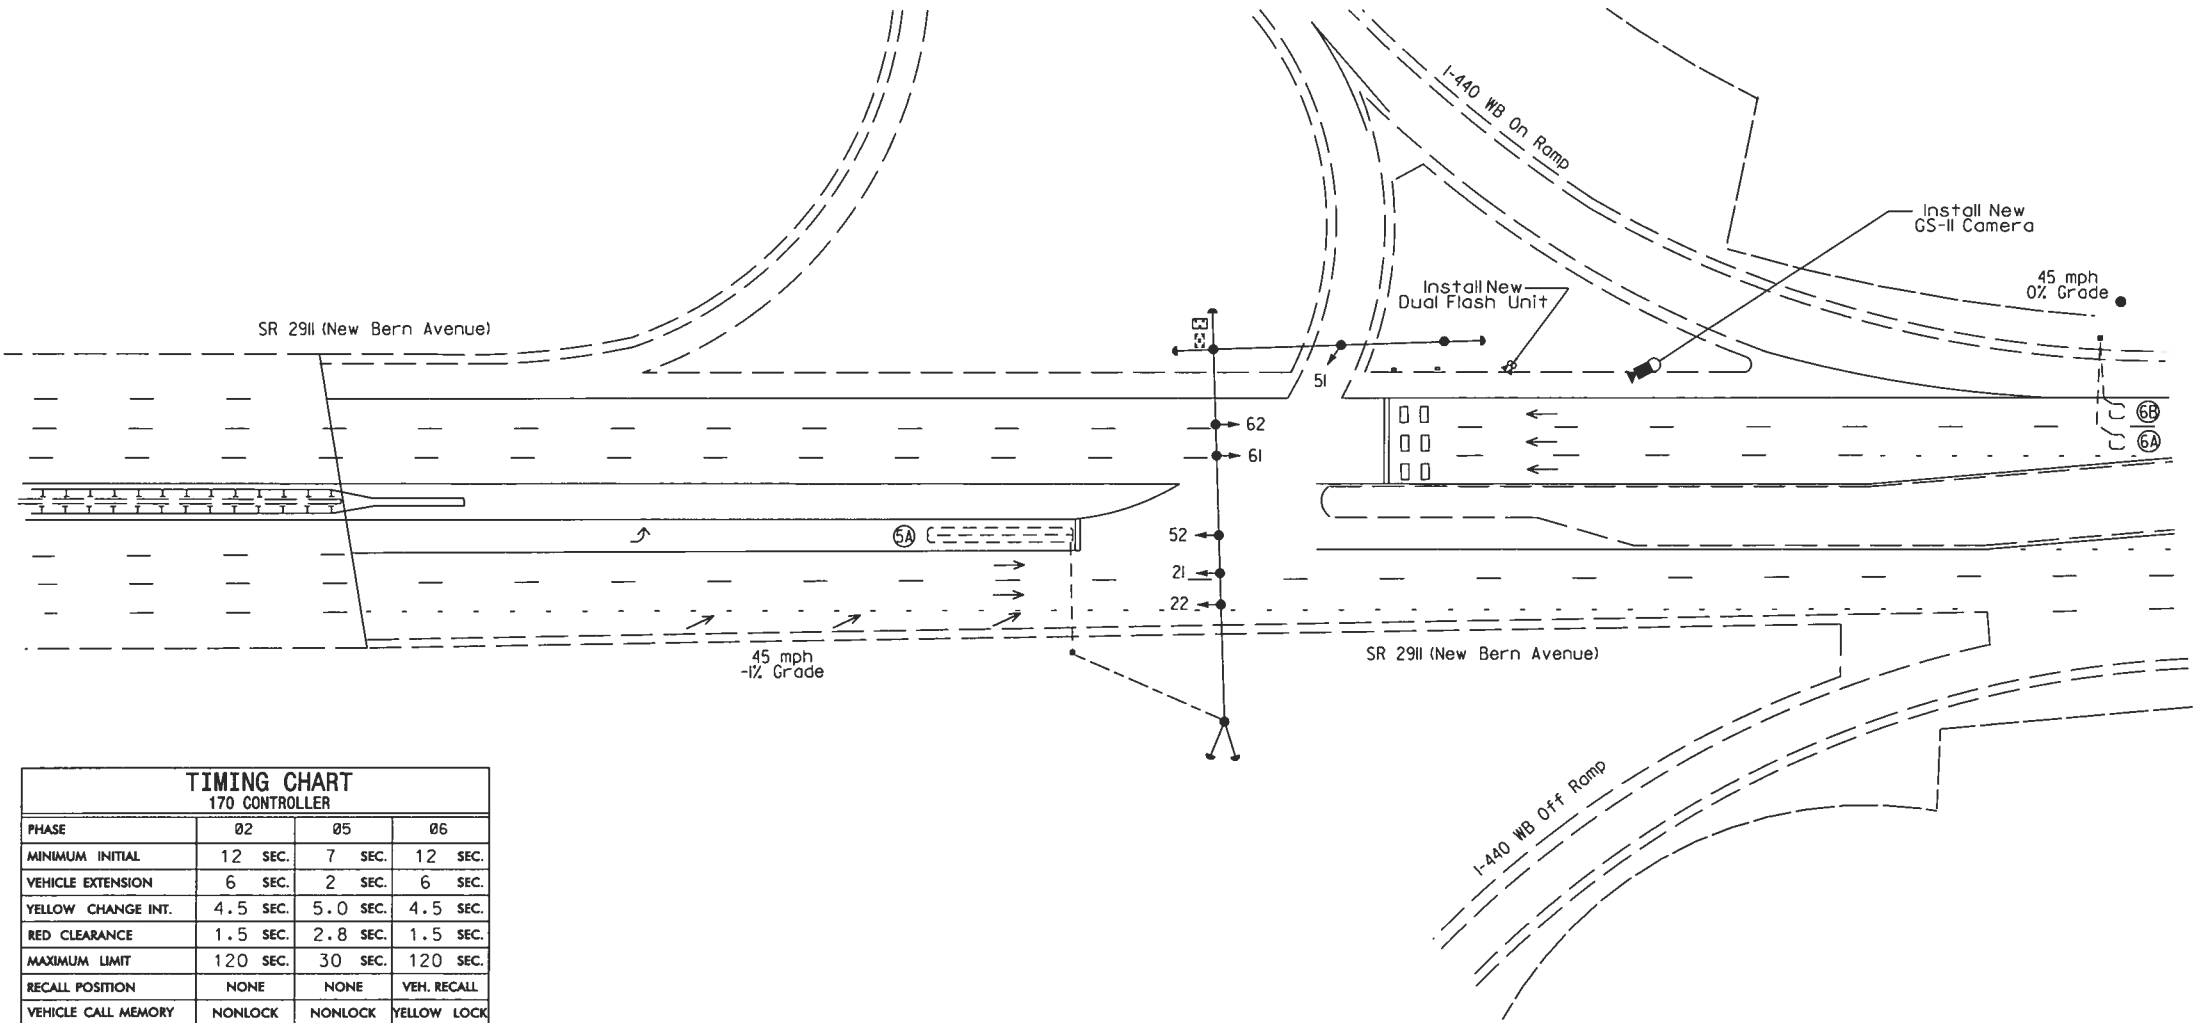 I-440 WB On Ramp
Install New
GS-II Camera
45 mph
0% Grade
Install New
Dual Flash Unit
SR 2911 (New Bern Avenue)
51
62
61
6B
6A
5A
52
21
22
45 mph
-1% Grade
SR 2911 (New Bern Avenue)
I-440 WB Off Ramp
TIMING CHART
170 CONTROLLER
PHASE 02 05 06
MINIMUM INITIAL 12 SEC. 7 SEC. 12 SEC.
VEHICLE EXTENSION 6 SEC. 2 SEC. 6 SEC.
YELLOW CHANGE INT. 4.5 SEC. 5.0 SEC. 4.5 SEC.
RED CLEARANCE 1.5 SEC. 2.8 SEC. 1.5 SEC.
MAXIMUM LIMIT 120 SEC. 30 SEC. 120 SEC.
RECALL POSITION NONE NONE VEH. RECALL
VEHICLE CALL MEMORY NONLOCK NONLOCK YELLOW LOCK